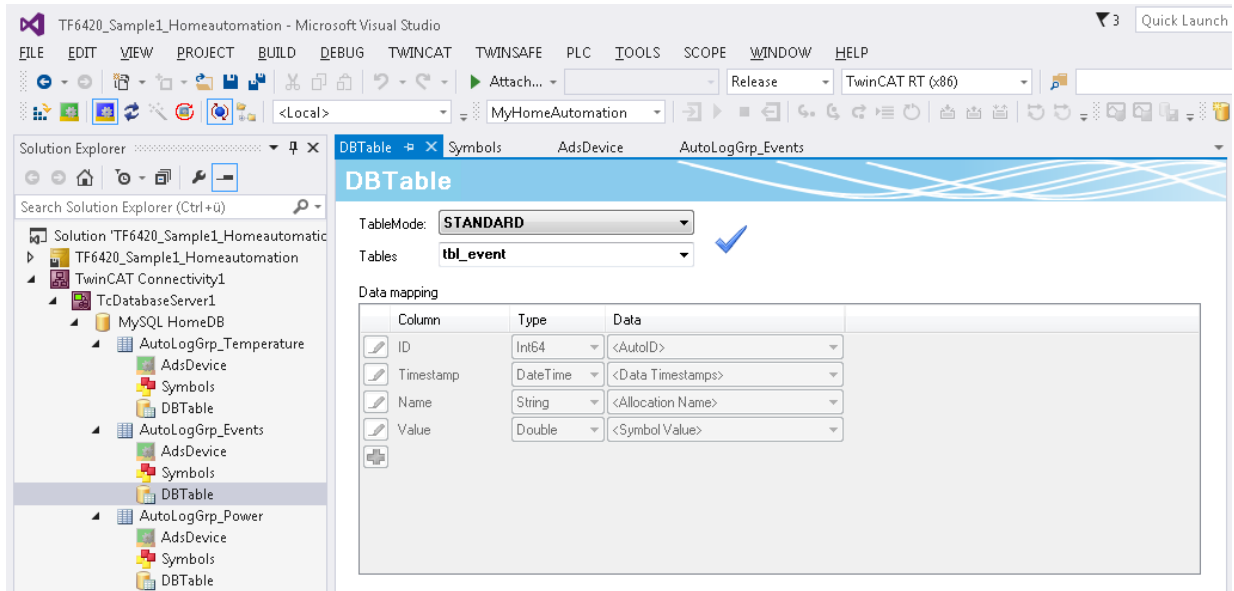 TF6420_Sample1_Homeautomation - Microsoft Visual Studio
3
Quick Launch
FILE EDIT VIEW PROJECT BUILD DEBUG TWINCAT TWINSAFE PLC TOOLS SCOPE WINDOW HELP
Attach... Release TwinCAT RT (x86)
<Local> MyHomeAutomation
Solution Explorer
DBTable Symbols AdsDevice AutoLogGrp_Events
DBTable
Search Solution Explorer (Ctrl+ü)
TableMode: STANDARD
Solution 'TF6420_Sample1_Homeautomatic
TF6420_Sample1_Homeautomation
Tables tbl_event
TwinCAT Connectivity1
Data mapping
TcDatabaseServer1
MySQL HomeDB
Column Type Data
AutoLogGrp_Temperature
ID Int64 <AutoID>
AdsDevice
Timestamp DateTime <Data Timestamps>
Symbols
DBTable
Name String <Allocation Name>
AutoLogGrp_Events
Value Double <Symbol Value>
AdsDevice
Symbols
DBTable
AutoLogGrp_Power
AdsDevice
Symbols
DBTable